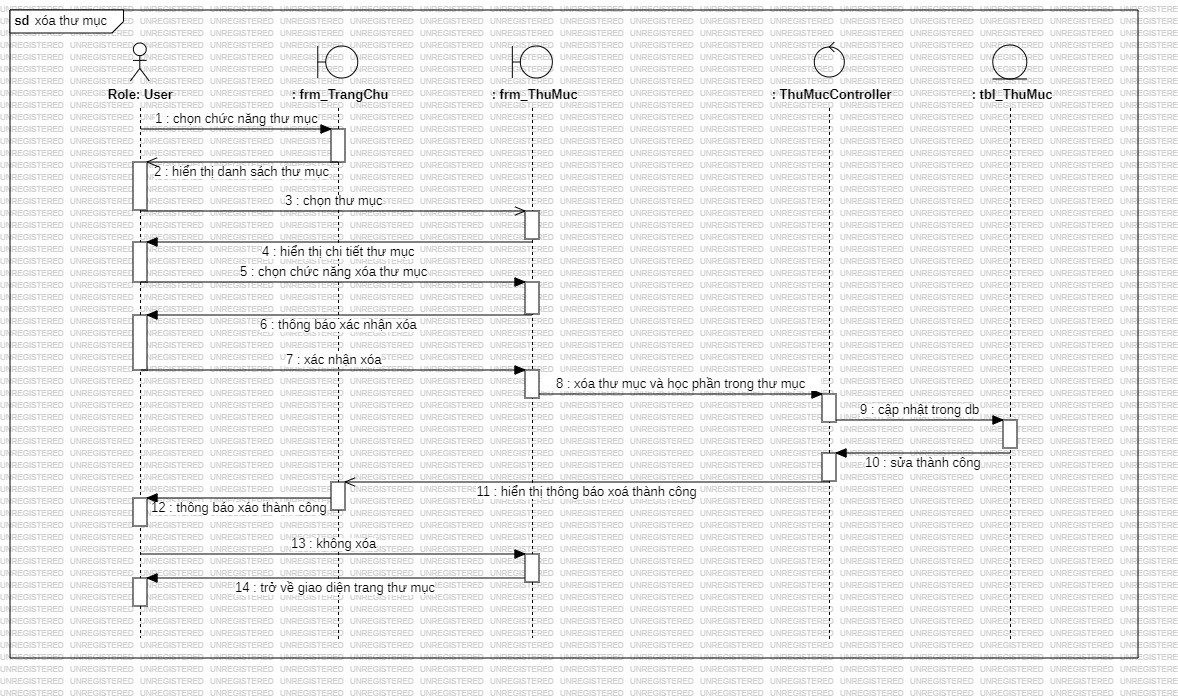 sd xóa thư mục
Role: User
: frm_TrangChu
: frm_ThuMuc
: ThuMucController
: tbl_ThuMuc
1 : chọn chức năng thư mục
2 : hiển thị danh sách thư mục
3 : chọn thư mục
4 : hiển thị chi tiết thư mục
5 : chọn chức năng xóa thư mục
6 : thông báo xác nhận xóa
7 : xác nhận xóa
8 : xóa thư mục và học phần trong thư mục
9 : cập nhật trong db
10 : sửa thành công
11 : hiển thị thông báo xoá thành công
12 : thông báo xáo thành công
13 : không xóa
14 : trở về giao diện trang thư mục
UNREGISTERED